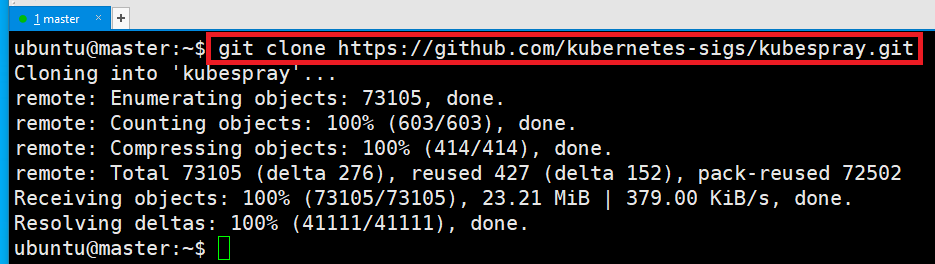 1 master
ubuntu@master:~$ git clone https://github.com/kubernetes-sigs/kubespray.git
Cloning into 'kubespray'...
remote: Enumerating objects: 73105, done.
remote: Counting objects: 100% (603/603), done.
remote: Compressing objects: 100% (414/414), done.
remote: Total 73105 (delta 276), reused 427 (delta 152), pack-reused 72502
Receiving objects: 100% (73105/73105), 23.21 MiB | 379.00 KiB/s, done.
Resolving deltas: 100% (41111/41111), done.
ubuntu@master:~$